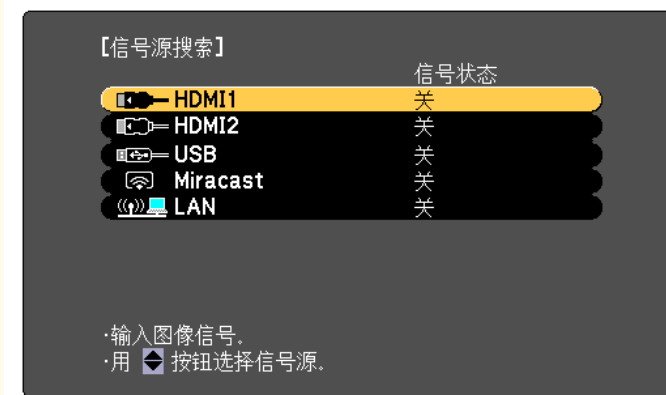 【信号源搜索】
信号状态
HDMI1 关
HDMI2 关
USB 关
Miracast 关
LAN 关
·输入图像信号.
·用 按钮选择信号源.